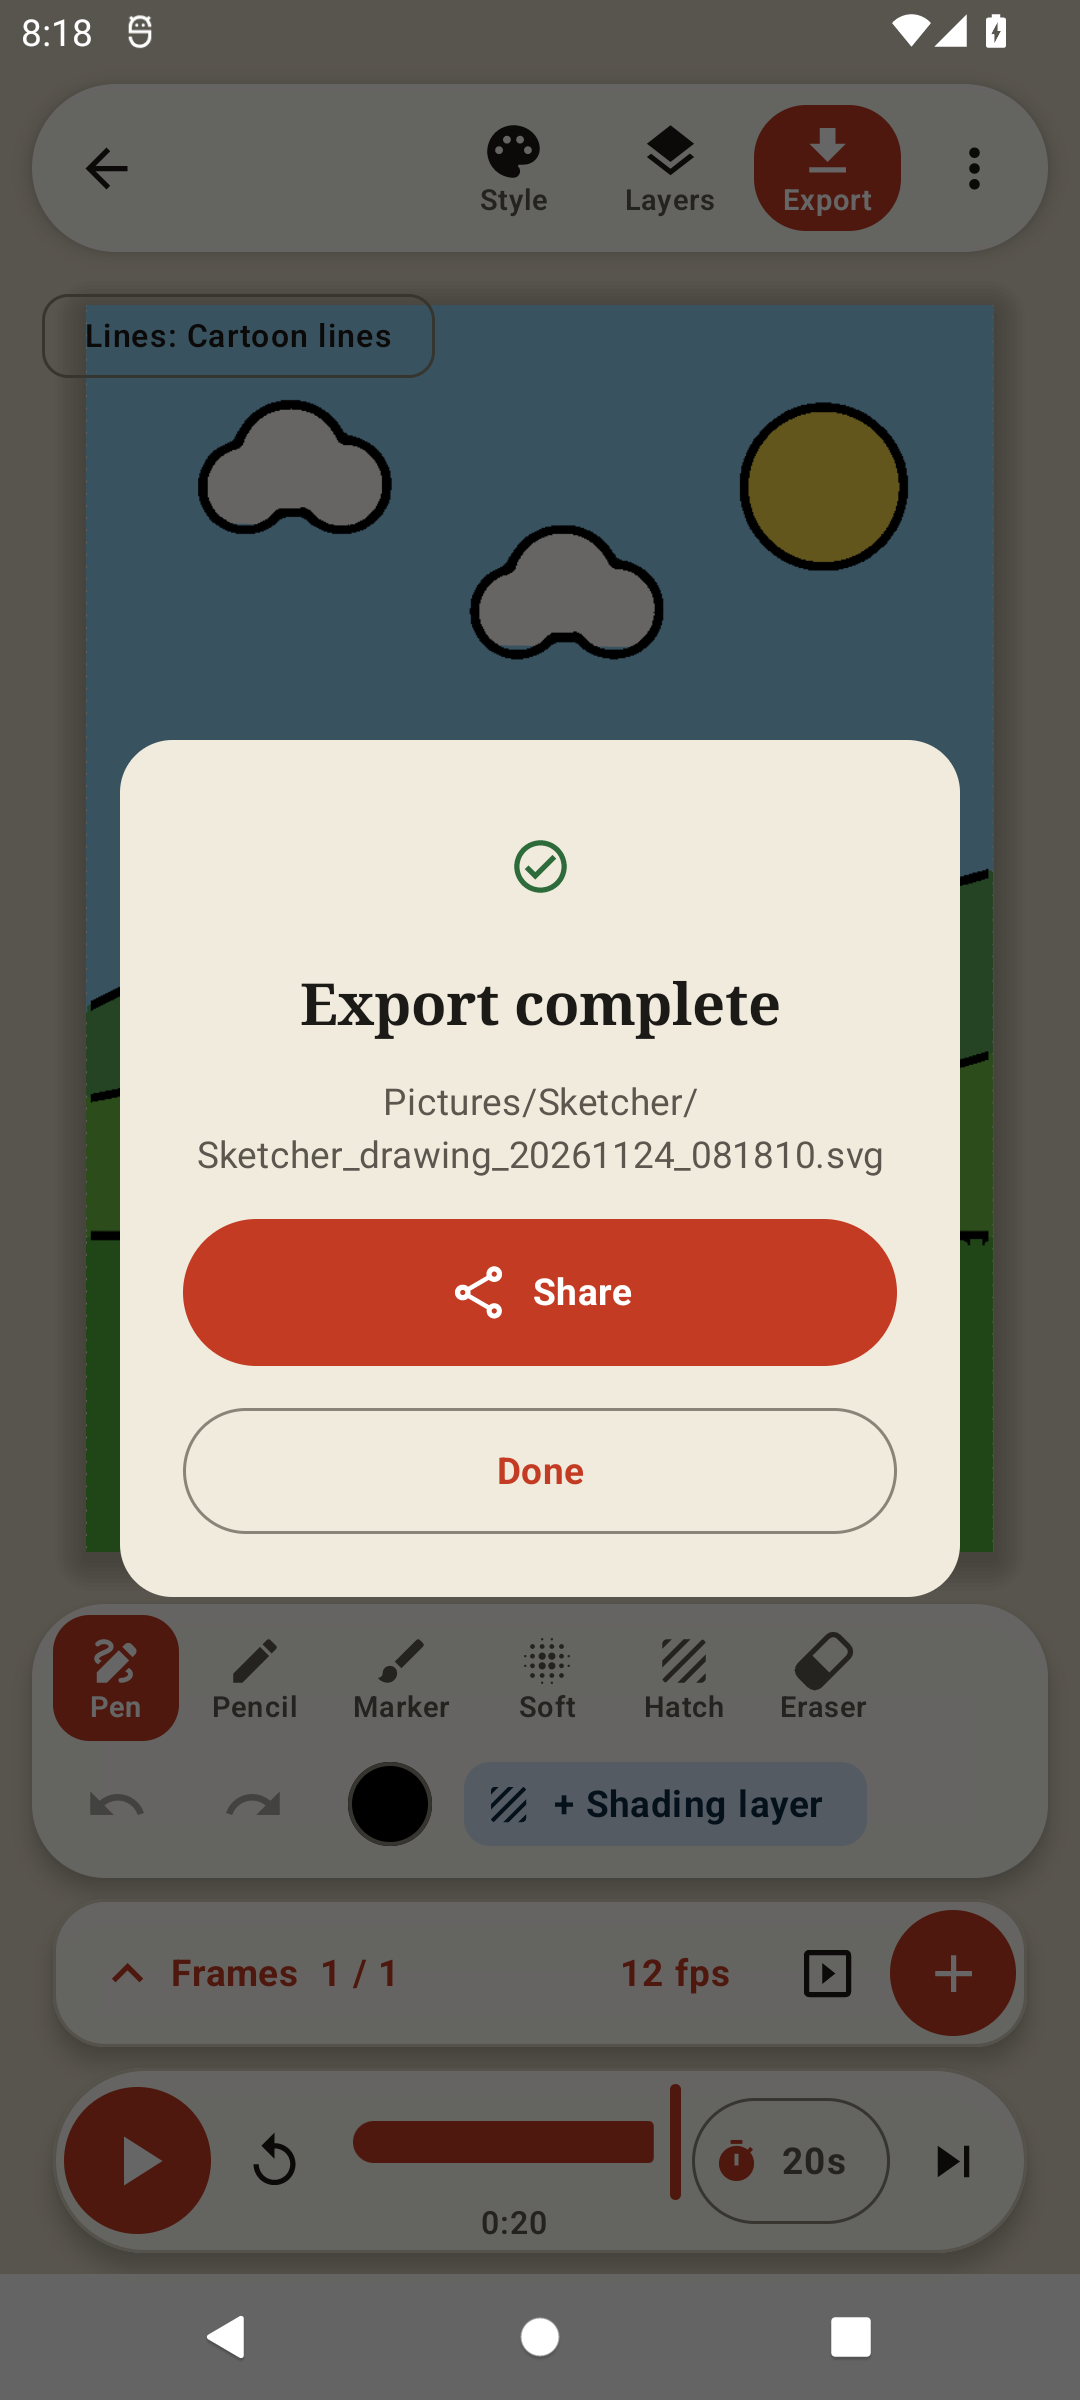 8:18
Style
Layers
Export
Lines: Cartoon lines
Export complete
Pictures/Sketcher/
Sketcher_drawing_20261124_081810.svg
Share
Done
Pen
Pencil
Marker
Soft
Hatch
Eraser
+ Shading layer
Frames 1 / 1
12 fps
20s
0:20